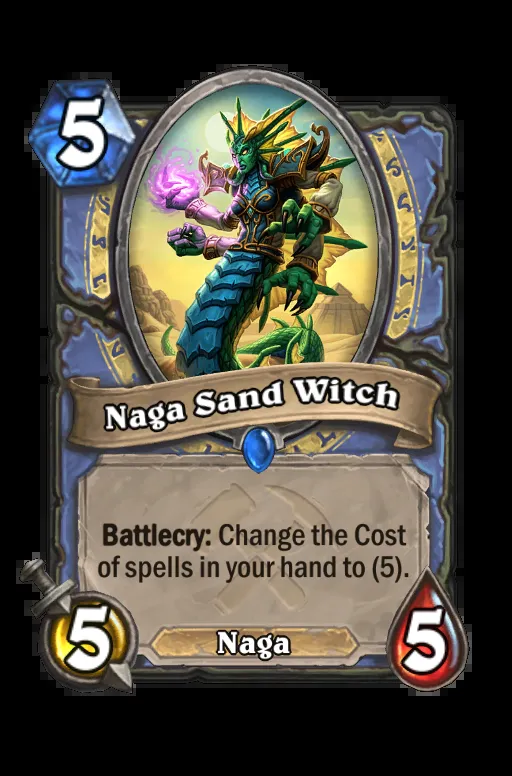 5
Naga Sand Witch
Battlecry: Change the Cost
of spells in your hand to (5).
5
Naga
5